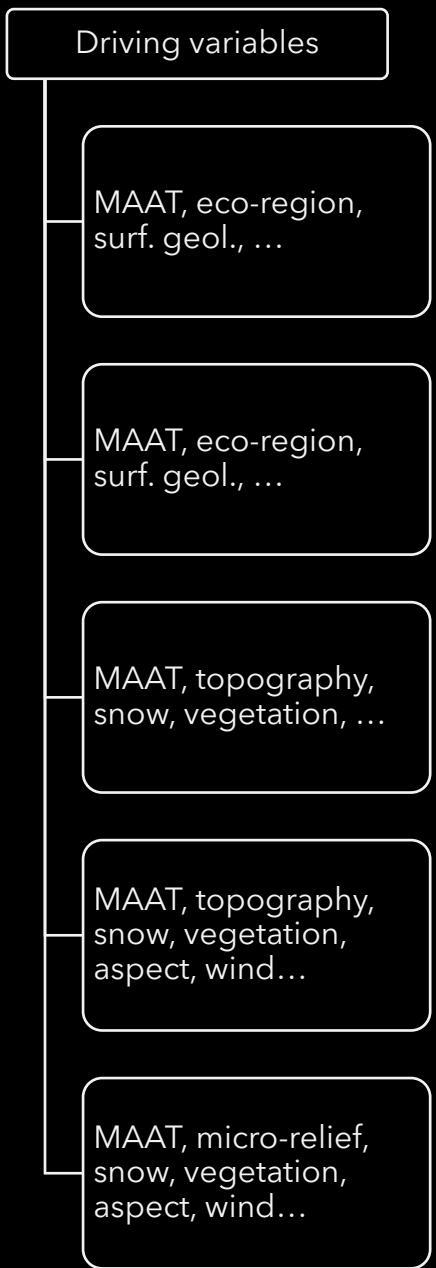 Driving variables
MAAT, eco-region,
surf. geol., …
MAAT, eco-region,
surf. geol., …
MAAT, topography,
snow, vegetation, …
MAAT, topography,
snow, vegetation,
aspect, wind…
MAAT, micro-relief,
snow, vegetation,
aspect, wind…